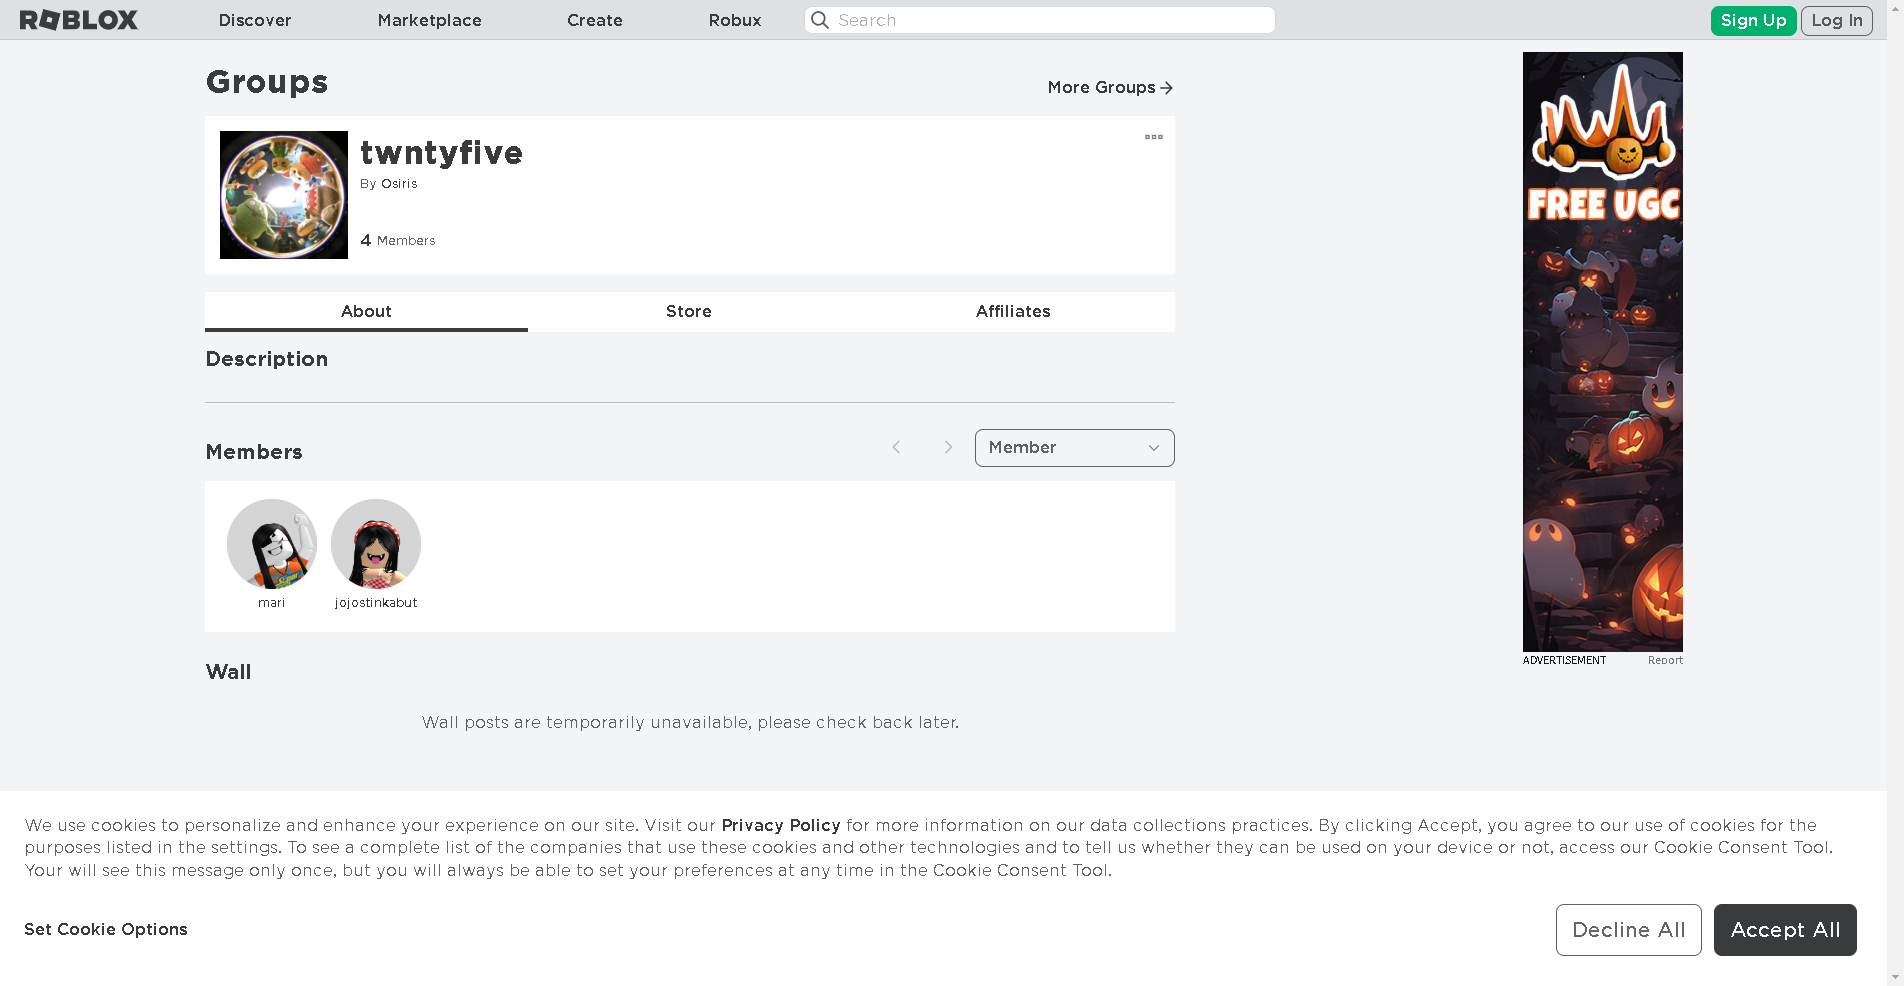 ROBLOX Discover Marketplace Create Robux Search Sign Up Log In
Groups
More Groups
twntyfive
By Osiris
4 Members
About Store Affiliates
Description
Members
Member
mari jojostinkabut
Wall
Wall posts are temporarily unavailable, please check back later.
FREE UGC
ADVERTISEMENT Report
We use cookies to personalize and enhance your experience on our site. Visit our Privacy Policy for more information on our data collections practices. By clicking Accept, you agree to our use of cookies for the
purposes listed in the settings. To see a complete list of the companies that use these cookies and other technologies and to tell us whether they can be used on your device or not, access our Cookie Consent Tool.
Your will see this message only once, but you will always be able to set your preferences at any time in the Cookie Consent Tool.
Set Cookie Options
Decline All
Accept All